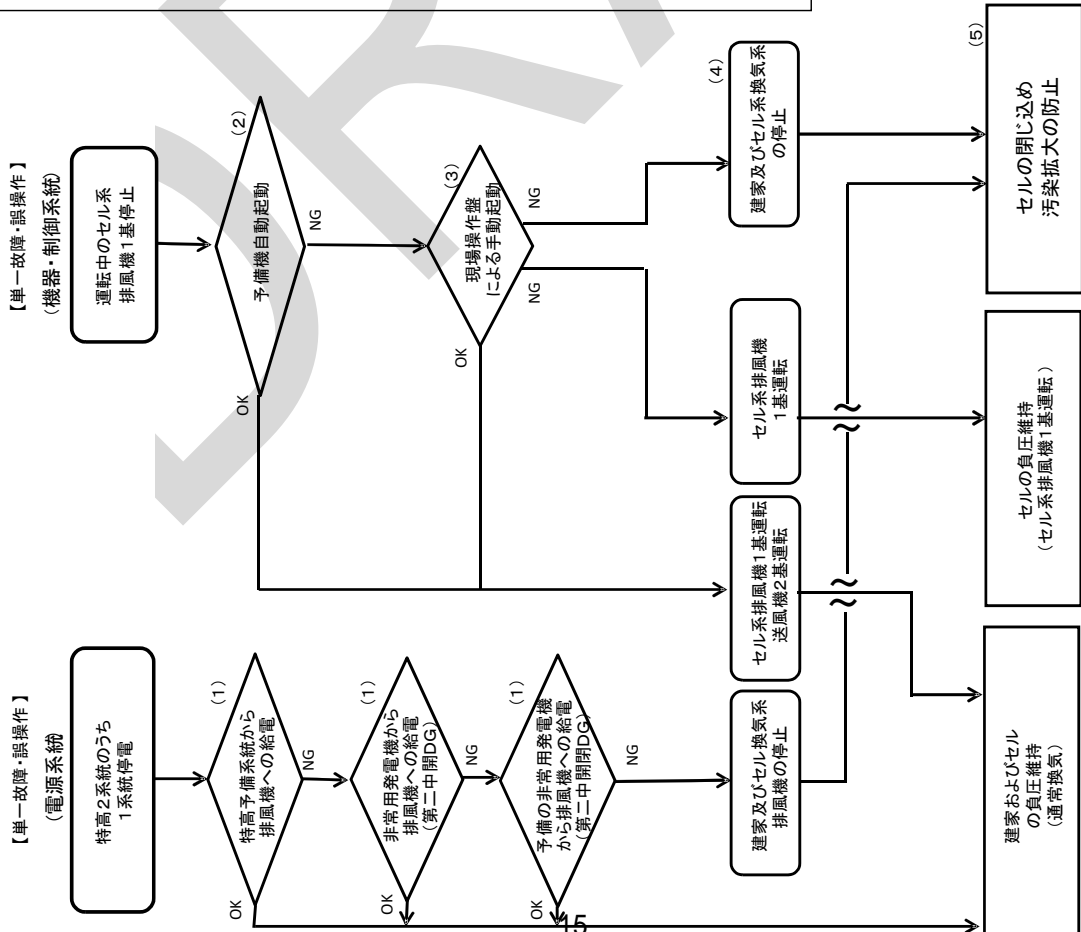 【単一故障・誤操作】
(電源系統)
特高2系統のうち
1系統停電
(1)
特高予備系統から
排風機への給電
OK
NG
(1)
非常用発電機から
排風機への給電
(第二中開DG)
OK
NG
(1)
予備の非常用発電機
から排風機への給電
(第二中開閉DG)
OK
NG
建家及びセル換気系
排風機の停止
建家およびセル
の負圧維持
(通常換気)
【単一故障・誤操作】
(機器・制御系統)
運転中のセル系
排風機1基停止
(2)
予備機自動起動
OK
NG
(3)
現場操作盤
による手動起動
OK
NG
NG
セル系排風機1基運転
送風機2基運転
セル系排風機
1基運転
(4)
建家及びセル系換気系
の停止
セルの負圧維持
(セル系排風機1基運転)
(5)
セルの閉じ込め
汚染拡大の防止
15
DRA